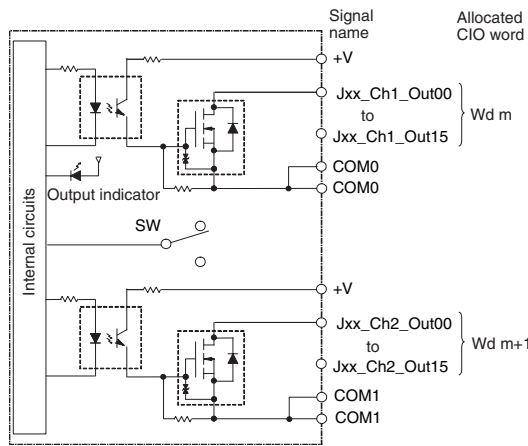 Signal name
Allocated CIO word
+V
Jxx_Ch1_Out00
to
Wd m
Jxx_Ch1_Out15
COM0
COM0
Output indicator
SW
Internal circuits
+V
Jxx_Ch2_Out00
to
Wd m+1
Jxx_Ch2_Out15
COM1
COM1